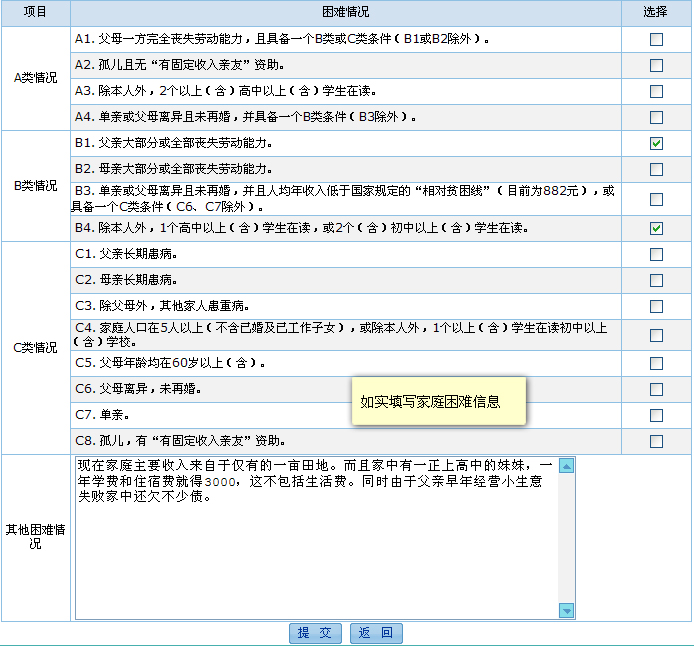 项目 困难情况 选择
A类情况
A1. 父母一方完全丧失劳动能力，且具备一个B类或C类条件（B1或B2除外）。
A2. 孤儿且无“有固定收入亲友”资助。
A3. 除本人外，2个以上（含）高中以上（含）学生在读。
A4. 单亲或父母离异且未再婚，并具备一个B类条件（B3除外）。
B类情况
B1. 父亲大部分或全部丧失劳动能力。
B2. 母亲大部分或全部丧失劳动能力。
B3. 单亲或父母离异且未再婚，并且人均年收入低于国家规定的“相对贫困线”（目前为882元），或
具备一个C类条件（C6、C7除外）。
B4. 除本人外，1个高中以上（含）学生在读，或2个（含）初中以上（含）学生在读。
C类情况
C1. 父亲长期患病。
C2. 母亲长期患病。
C3. 除父母外，其他家人患重病。
C4. 家庭人口在5人以上（不含已婚及已工作子女），或除本人外，1个以上（含）学生在读初中以上
（含）学校。
C5. 父母年龄均在60岁以上（含）。
C6. 父母离异，未再婚。
C7. 单亲。
C8. 孤儿，有“有固定收入亲友”资助。
如实填写家庭困难信息
其他困难情
况
现在家庭主要收入来自于仅有的一亩田地。而且家中有一正上高中的妹妹，一
年学费和住宿费就得3000，这不包括生活费。同时由于父亲早年经营小生意
失败家中还欠不少债。
提 交 返 回